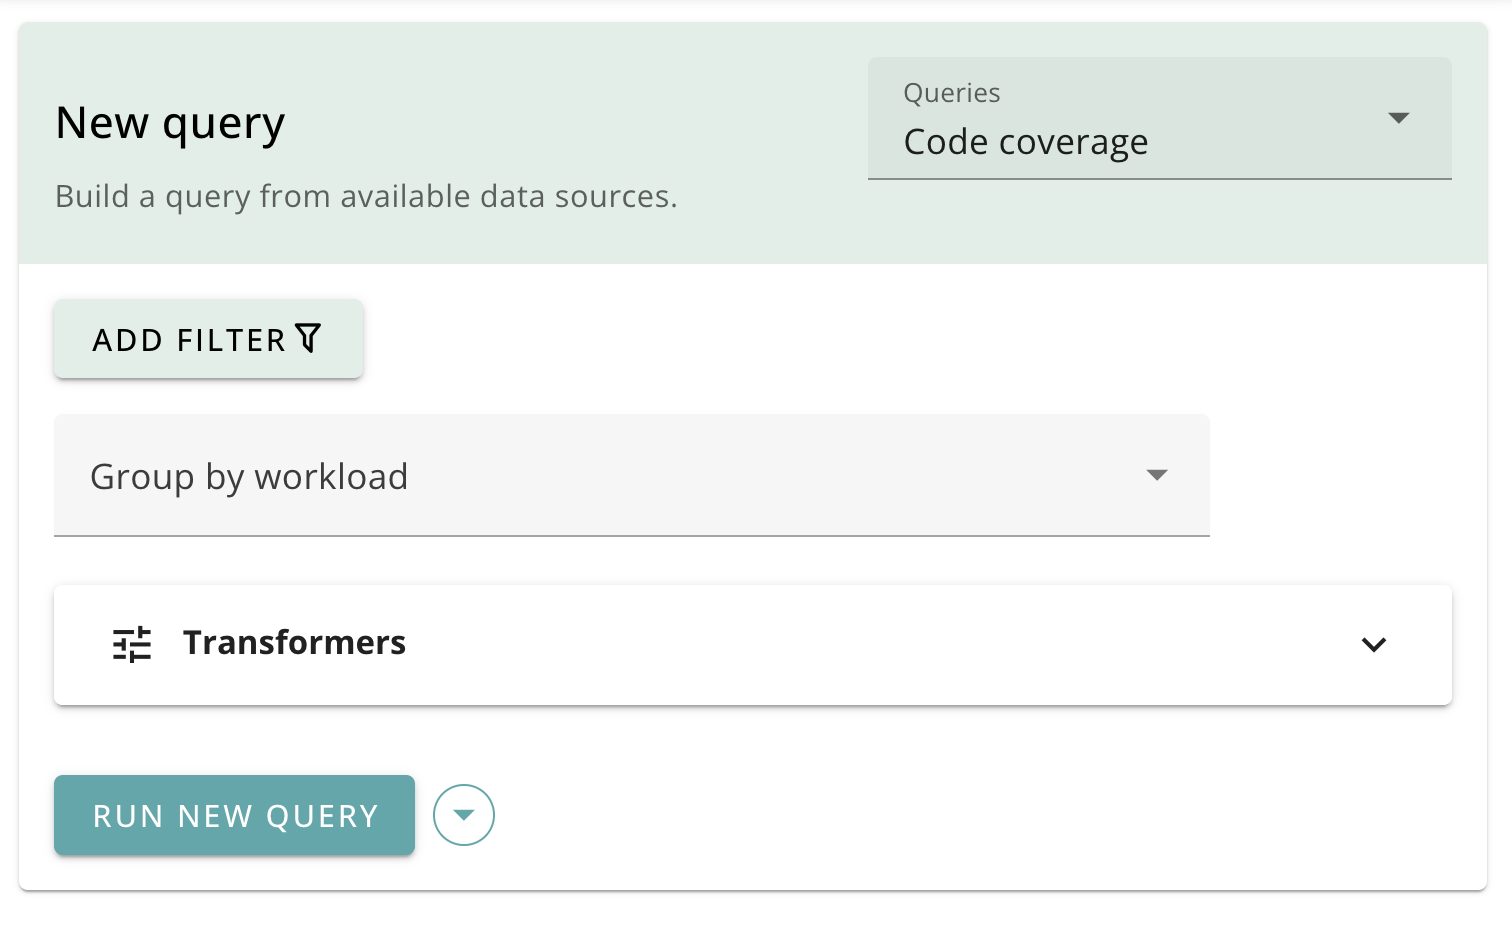 New query
Build a query from available data sources.
Queries
Code coverage
ADD FILTER
Group by workload
Transformers
RUN NEW QUERY